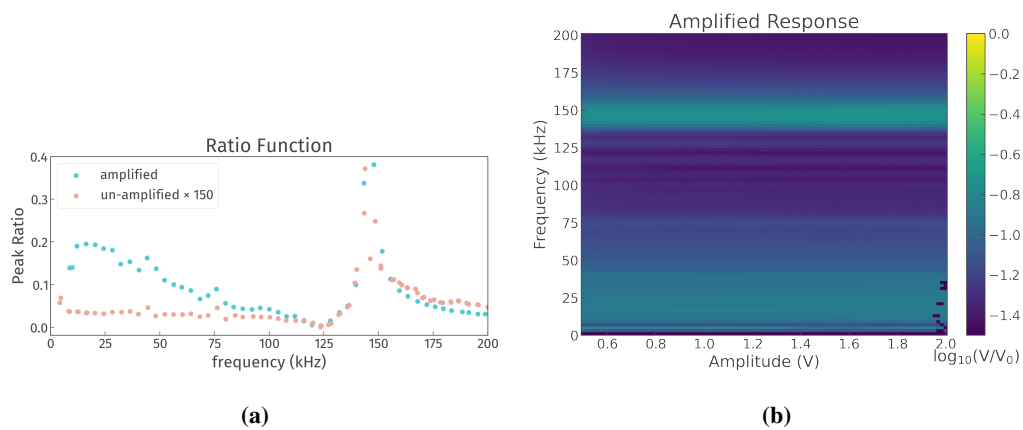 Ratio Function
0.4
0.3
0.2
0.1
0.0
Peak Ratio
amplified
un-amplified × 150
0 25 50 75 100 125 150 175 200
frequency (kHz)
(a)
Amplified Response
200
175
150
125
100
75
50
25
0
Frequency (kHz)
0.6 0.8 1.0 1.2 1.4 1.6 1.8 2.0
Amplitude (V)
0.0
−0.2
−0.4
−0.6
−0.8
−1.0
−1.2
−1.4
log₁₀(V/V₀)
(b)